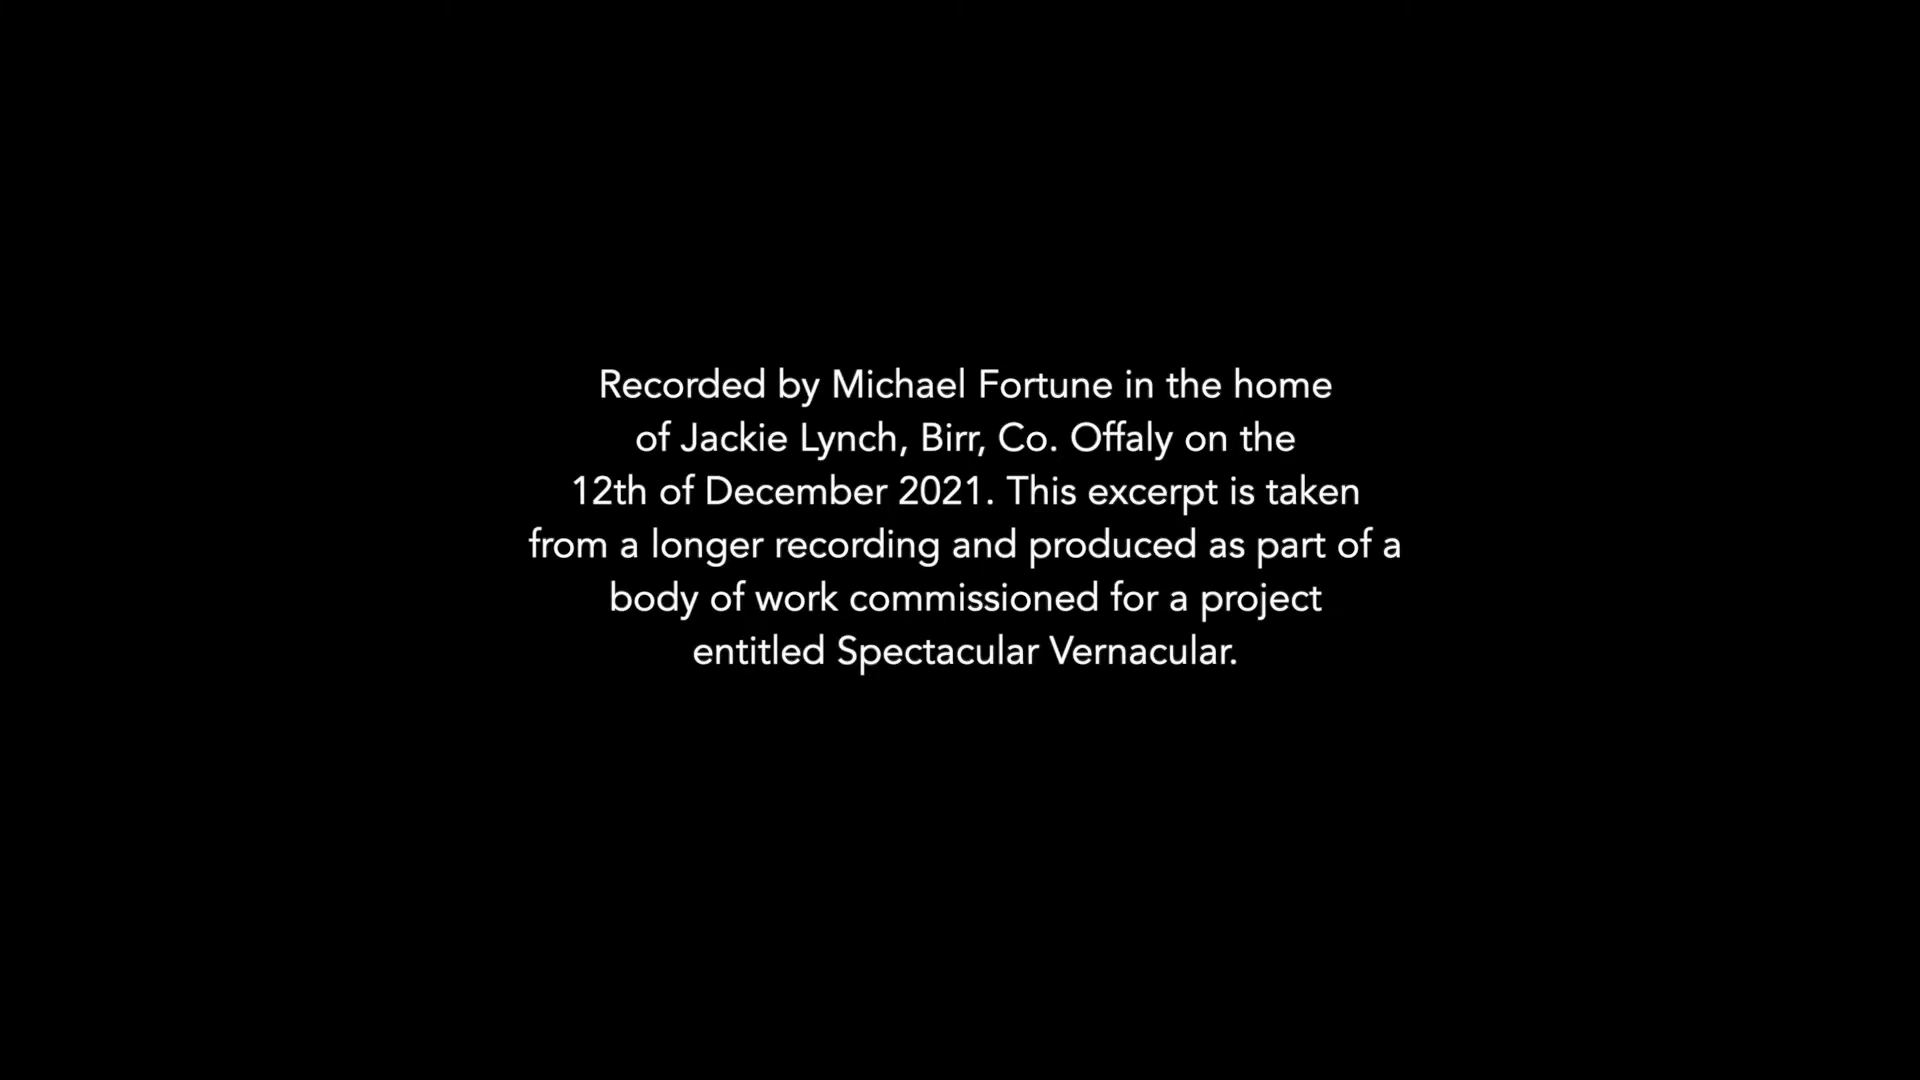 Recorded by Michael Fortune in the home
of Jackie Lynch, Birr, Co. Offaly on the
12th of December 2021. This excerpt is taken
from a longer recording and produced as part of a
body of work commissioned for a project
entitled Spectacular Vernacular.